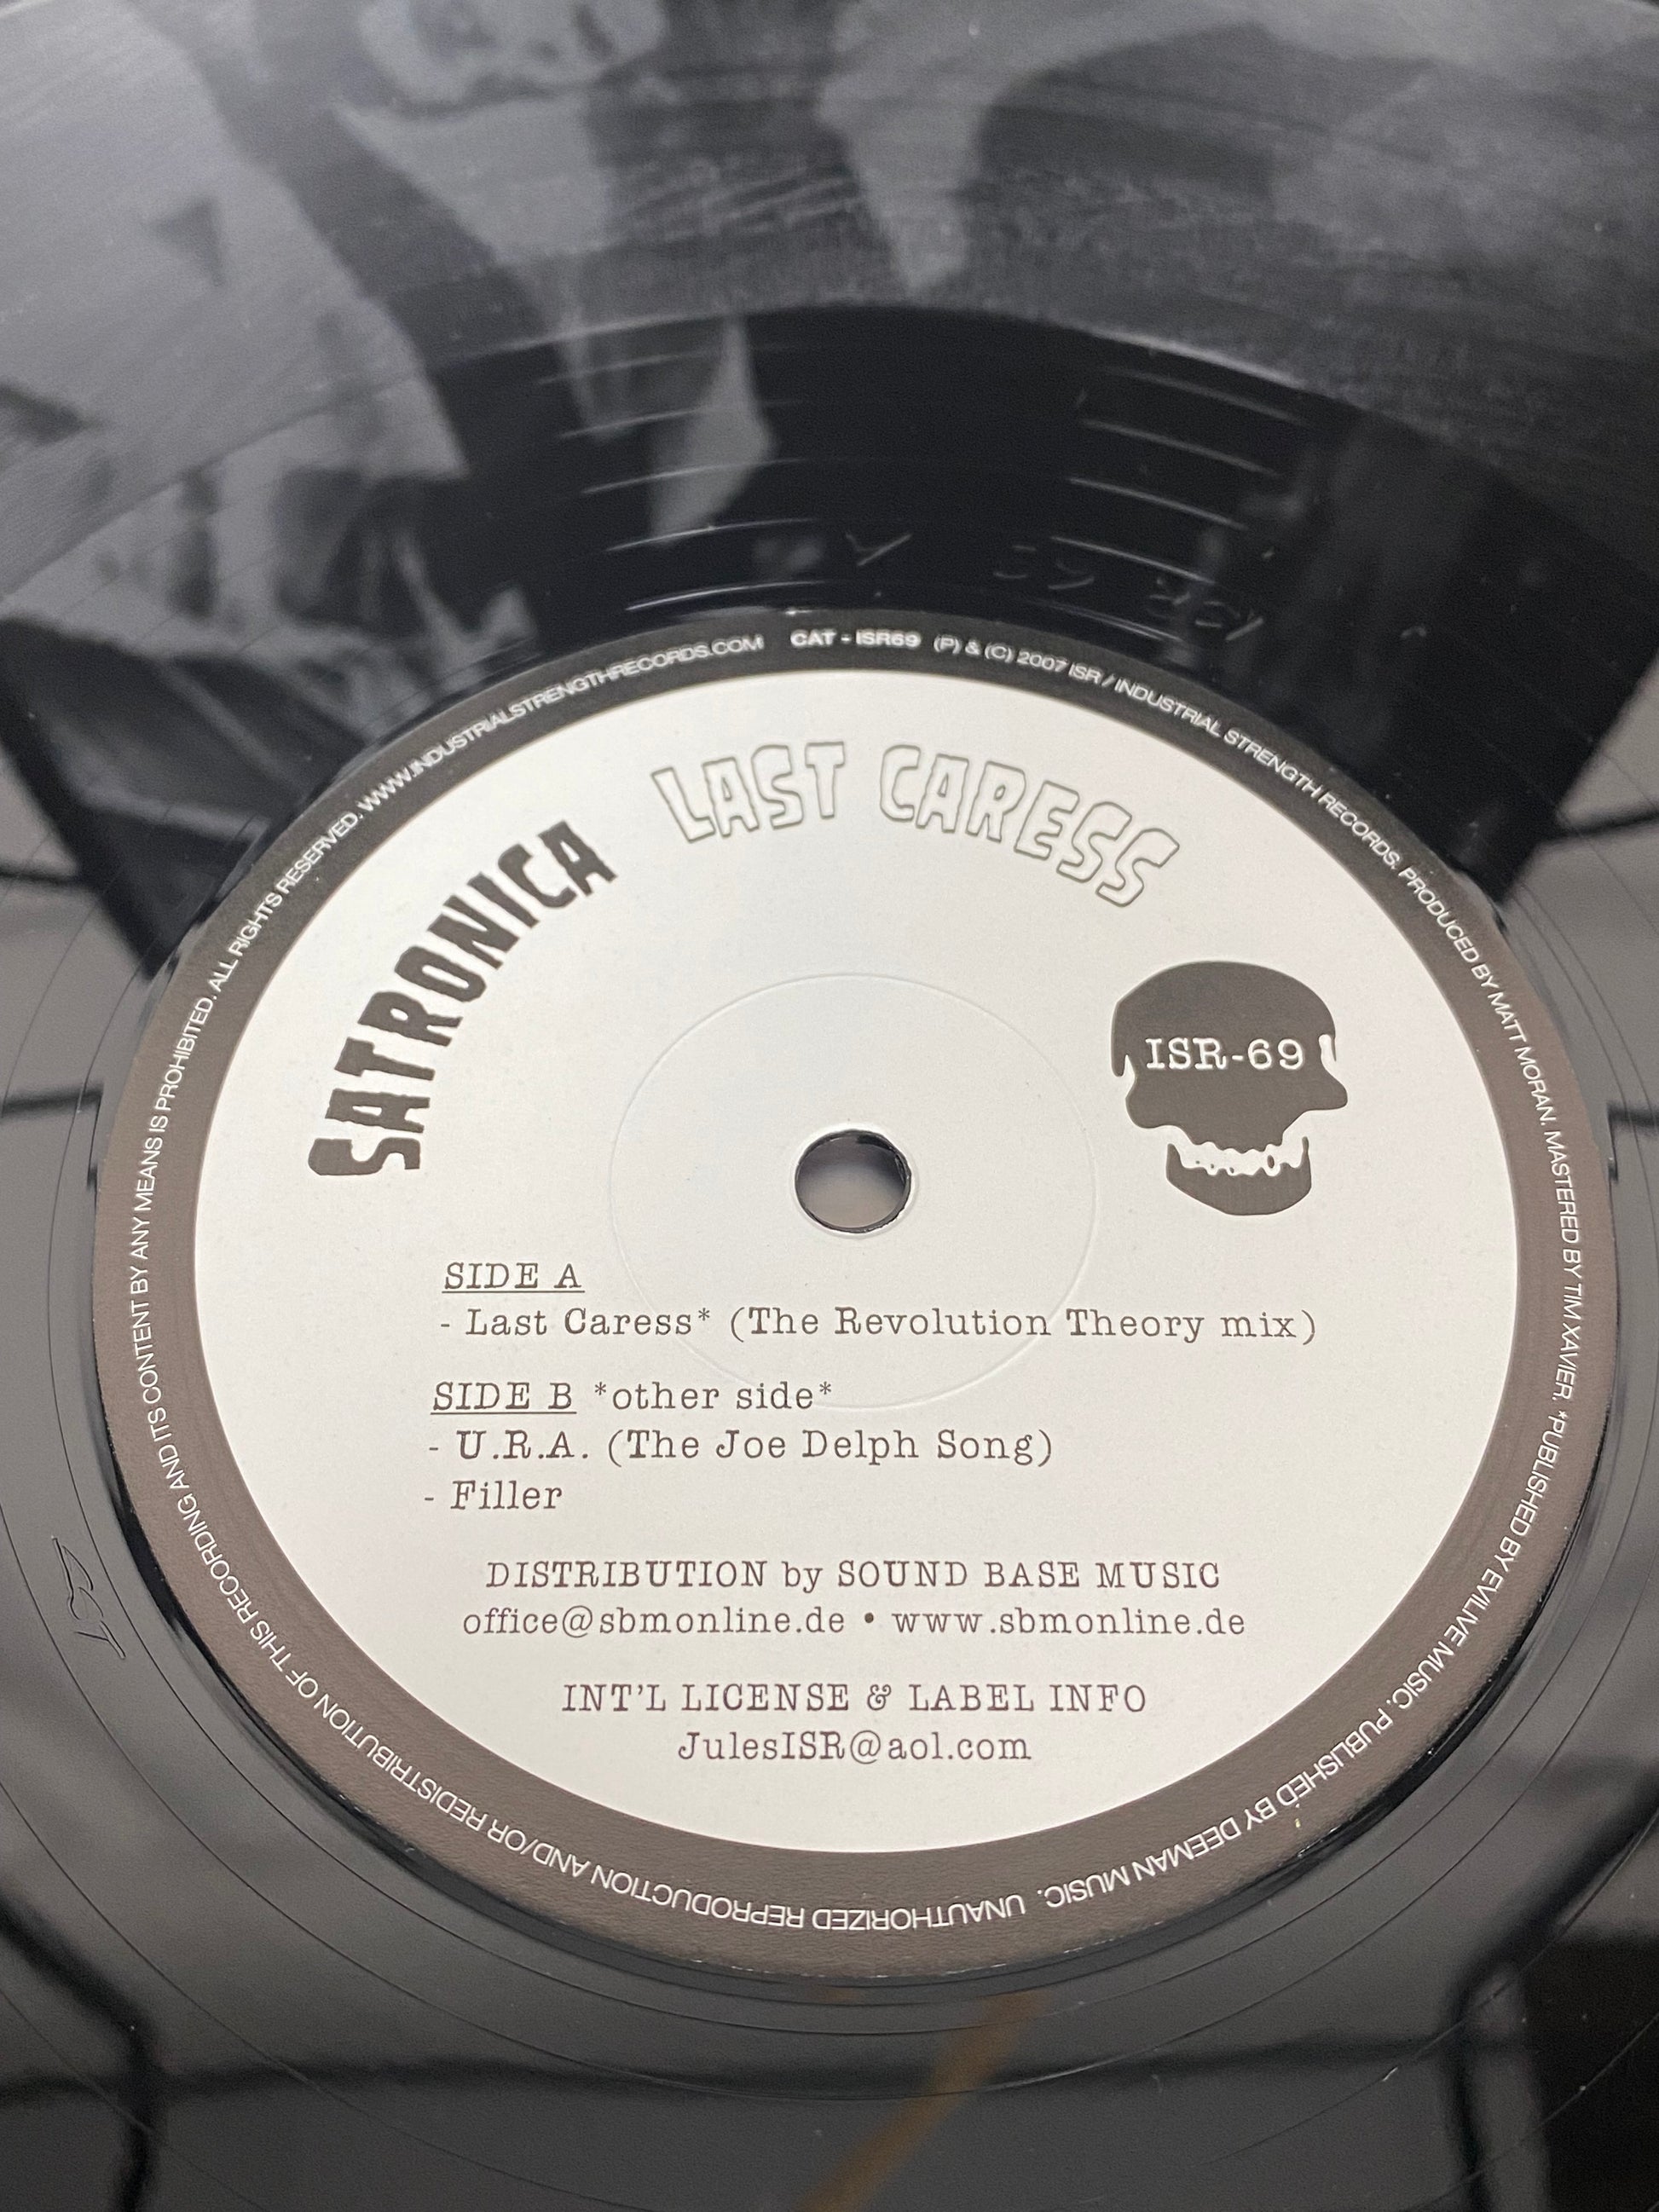 CAT - ISR69 (P) & (C) 2007 ISR / INDUSTRIAL STRENGTH RECORDS. PRODUCED BY MATT MORAN. MASTERED BY TIM XAVIER. *PUBLISHED BY EVILIVE MUSIC. PUBLISHED BY DEEMAN MUSIC. UNAUTHORIZED REPRODUCTION AND/OR REDISTRIBUTION OF THIS RECORDING AND ITS CONTENT BY ANY MEANS IS PROHIBITED. ALL RIGHTS RESERVED. WWW.INDUSTRIALSTRENGTHRECORDS.COM
SATRONICA
LAST CARESS
ISR-69
SIDE A
- Last Caress* (The Revolution Theory mix)
SIDE B *other side*
- U.R.A. (The Joe Delph Song)
- Filler
DISTRIBUTION by SOUND BASE MUSIC
office@sbmonline.de • www.sbmonline.de
INT'L LICENSE & LABEL INFO
JulesISR@aol.com